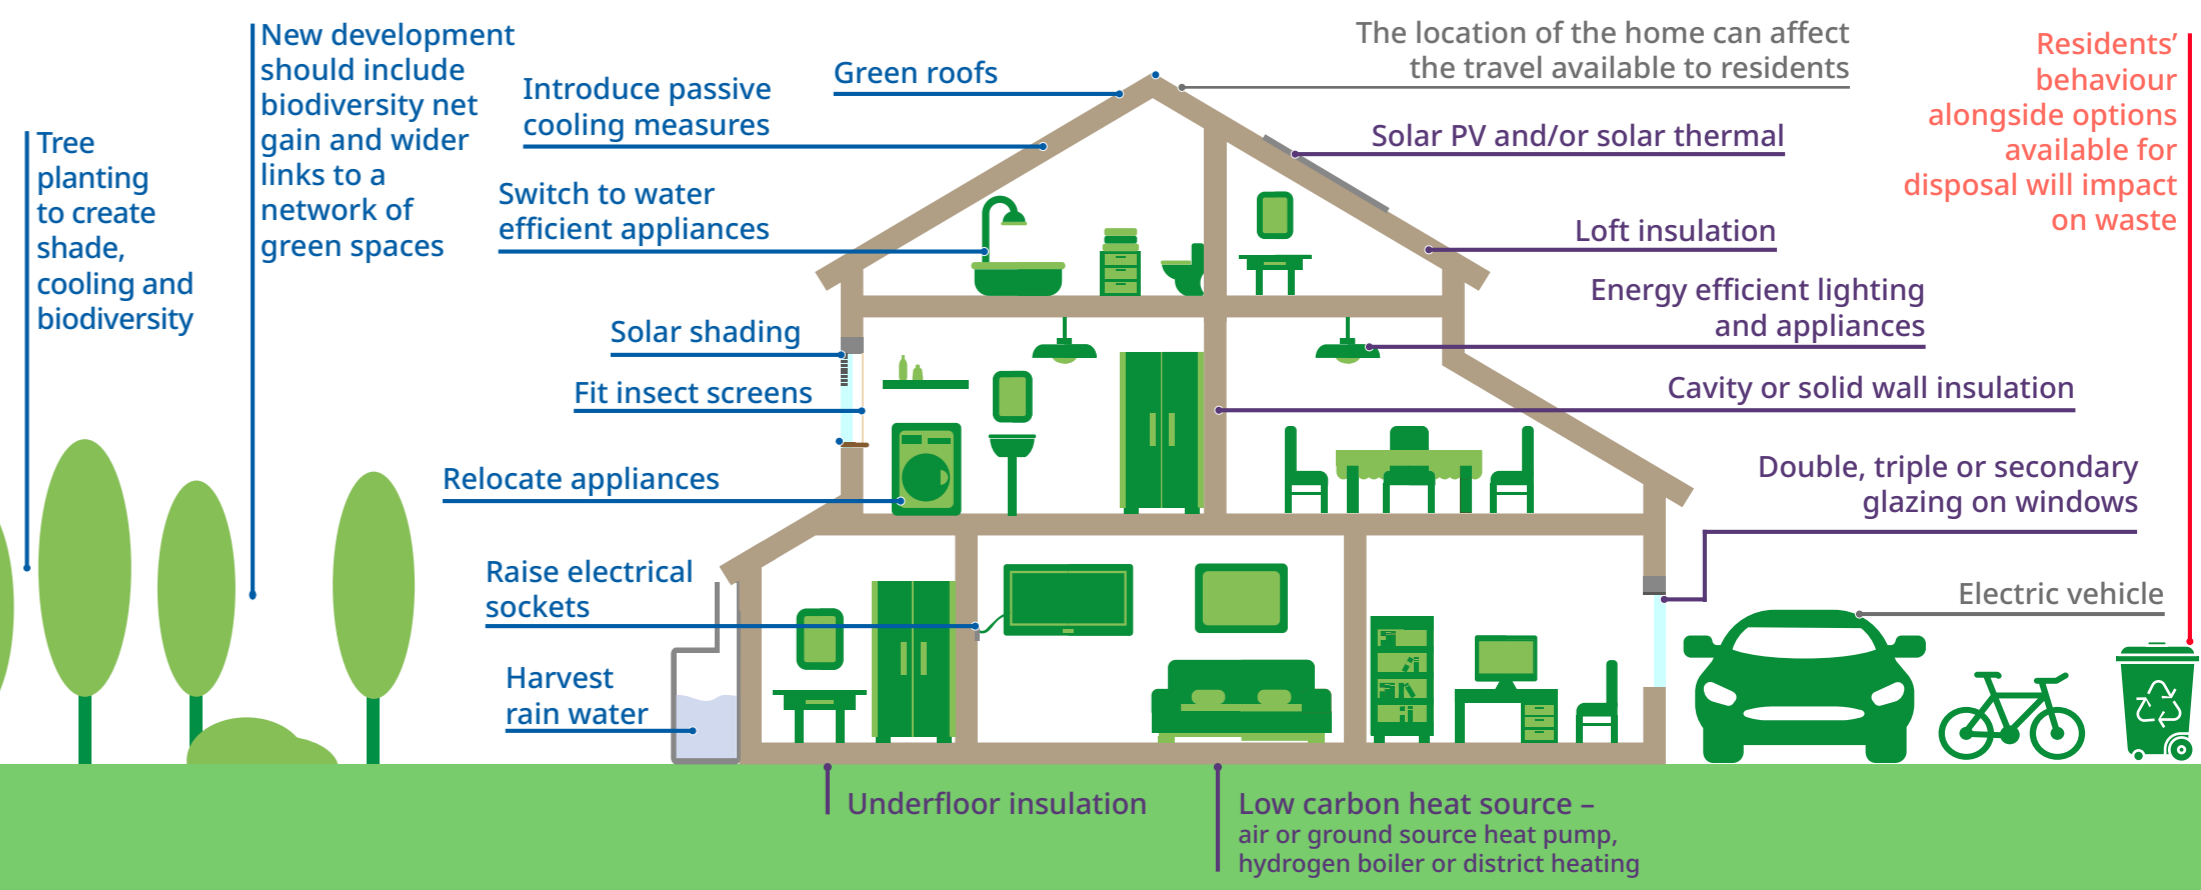 Tree
planting
to create
shade,
cooling and
biodiversity
New development
should include
biodiversity net
gain and wider
links to a
network of
green spaces
Introduce passive
cooling measures
Green roofs
Switch to water
efficient appliances
Solar shading
Fit insect screens
Relocate appliances
Raise electrical
sockets
Harvest
rain water
The location of the home can affect
the travel available to residents
Solar PV and/or solar thermal
Loft insulation
Energy efficient lighting
and appliances
Cavity or solid wall insulation
Double, triple or secondary
glazing on windows
Electric vehicle
Residents’
behaviour
alongside options
available for
disposal will impact
on waste
Underfloor insulation
Low carbon heat source –
air or ground source heat pump,
hydrogen boiler or district heating